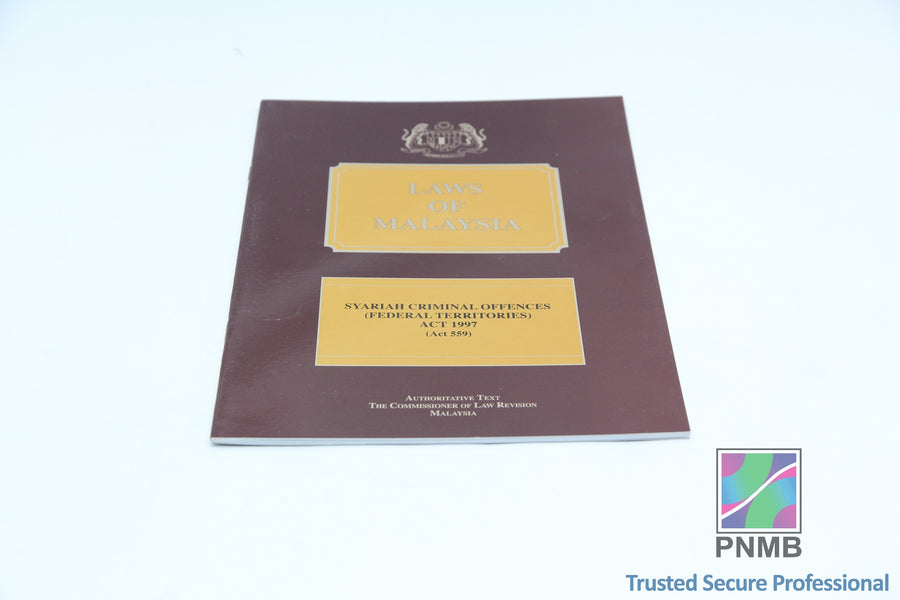 LAWS
OF
MALAYSIA
SYARIAH CRIMINAL OFFENCES
(FEDERAL TERRITORIES)
ACT 1997
(Act 559)
AUTHORITATIVE TEXT
THE COMMISSIONER OF LAW REVISION
MALAYSIA
PNMB
Trusted Secure Professional